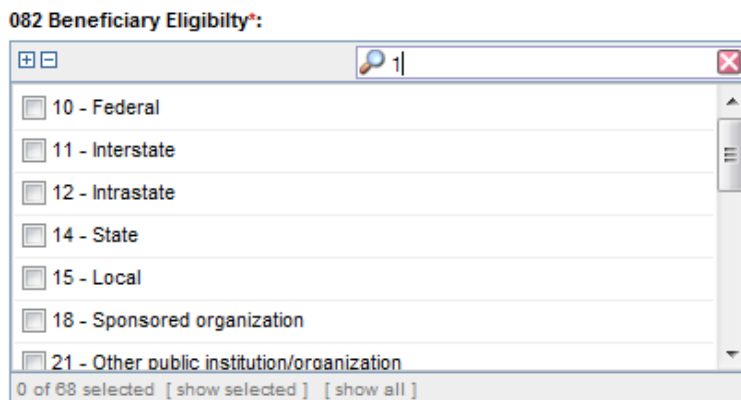 082 Beneficiary Eligibilty*:
1
10 - Federal
11 - Interstate
12 - Intrastate
14 - State
15 - Local
18 - Sponsored organization
21 - Other public institution/organization
0 of 68 selected [ show selected ] [ show all ]